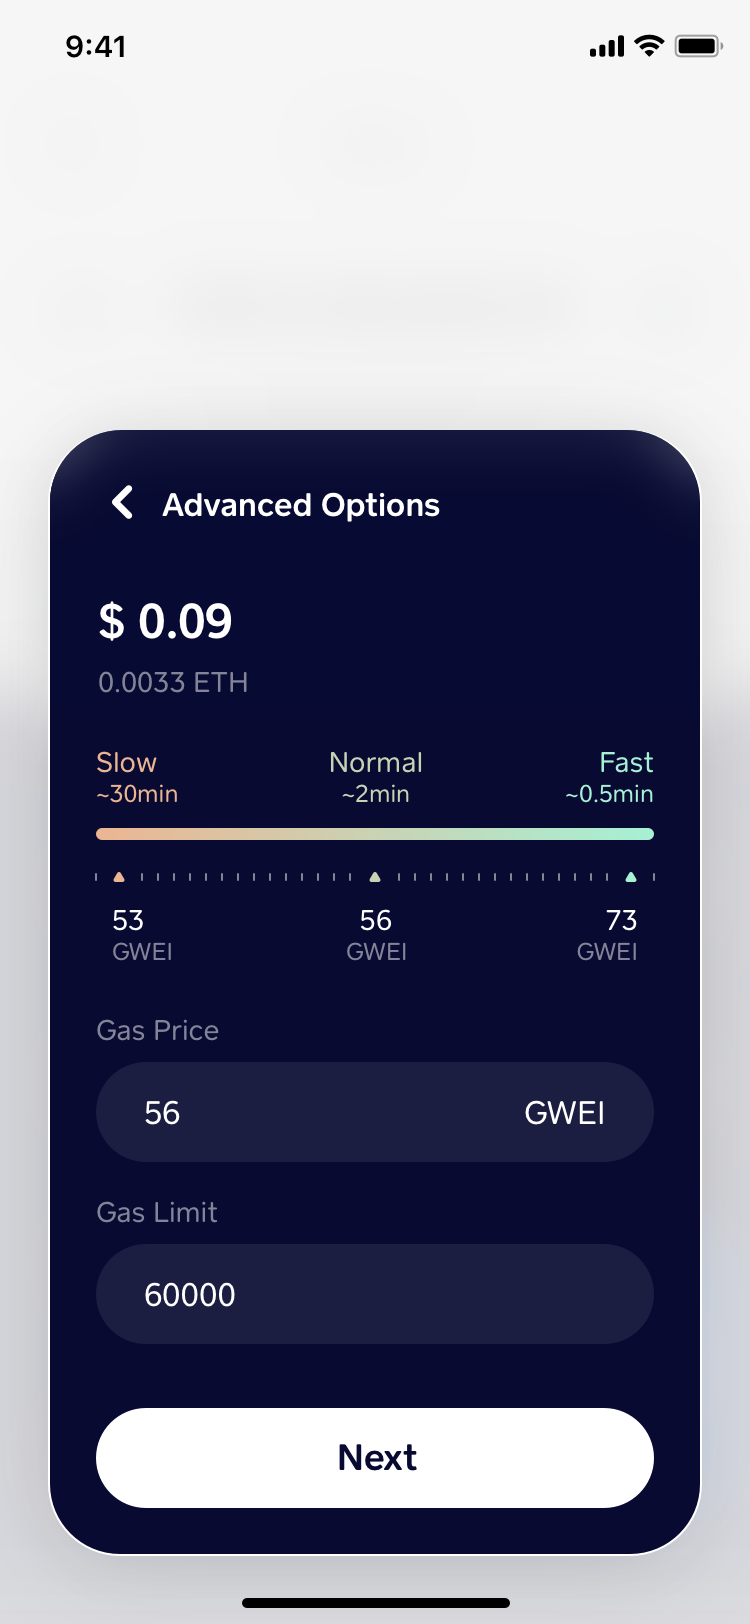 9:41
Advanced Options
$ 0.09
0.0033 ETH
Slow Normal Fast
~30min ~2min ~0.5min
53 56 73
GWEI GWEI GWEI
Gas Price
56 GWEI
Gas Limit
60000
Next